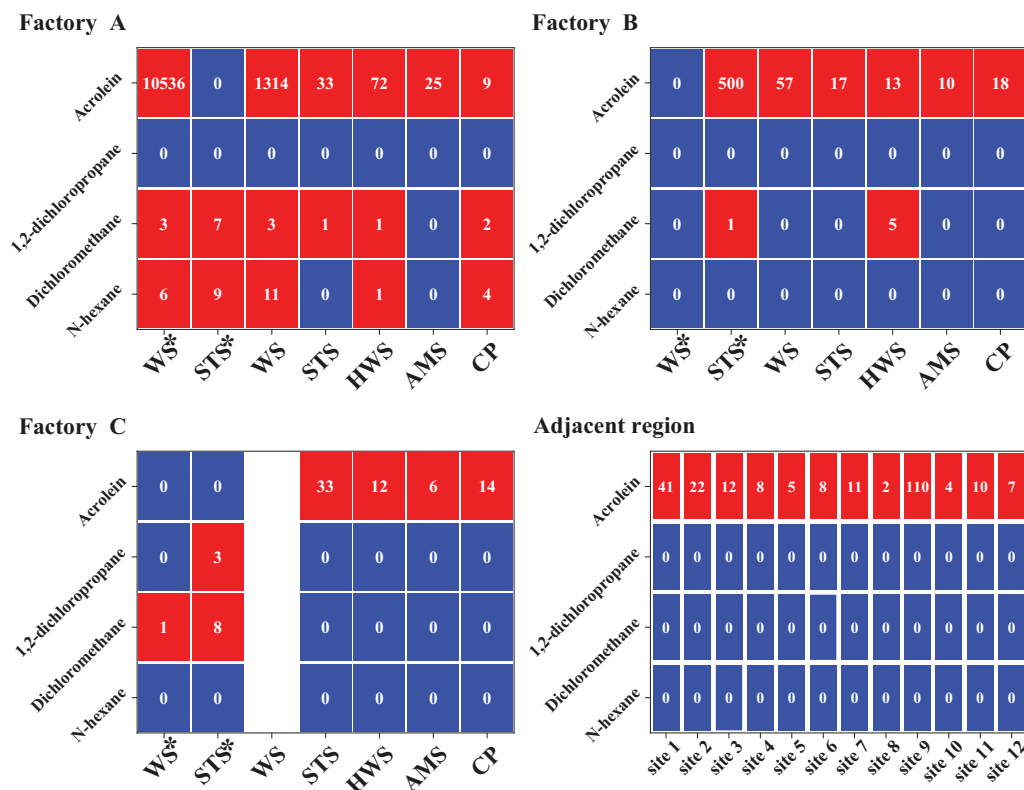 Factory A
Factory B
Acrolein 10536 0 1314 33 72 25 9
1,2-dichloropropane 0 0 0 0 0 0 0
Dichloromethane 3 7 3 1 1 0 2
N-hexane 6 9 11 0 1 0 4
WS* STS* WS STS HWS AMS CP
Acrolein 0 500 57 17 13 10 18
1,2-dichloropropane 0 0 0 0 0 0 0
Dichloromethane 0 1 0 0 5 0 0
N-hexane 0 0 0 0 0 0 0
WS* STS* WS STS HWS AMS CP
Factory C
Adjacent region
Acrolein 0 0 33 12 6 14
1,2-dichloropropane 0 3 0 0 0 0
Dichloromethane 1 8 0 0 0 0
N-hexane 0 0 0 0 0 0
WS* STS* WS STS HWS AMS CP
Acrolein 41 22 12 8 5 8 11 2 110 4 10 7
1,2-dichloropropane 0 0 0 0 0 0 0 0 0 0 0 0
Dichloromethane 0 0 0 0 0 0 0 0 0 0 0 0
N-hexane 0 0 0 0 0 0 0 0 0 0 0 0
site 1 site 2 site 3 site 4 site 5 site 6 site 7 site 8 site 9 site 10 site 11 site 12